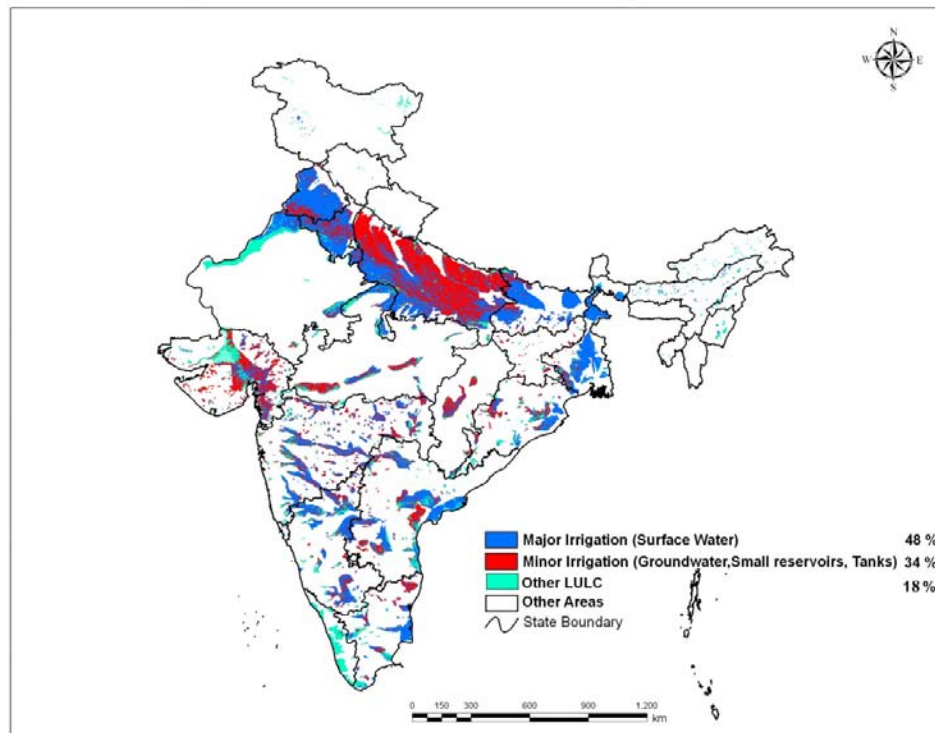 N
W E
S
Major Irrigation (Surface Water) 48 %
Minor Irrigation (Groundwater,Small reservoirs, Tanks) 34 %
Other LULC 18 %
Other Areas
State Boundary
0 150 300 600 900 1,200
km